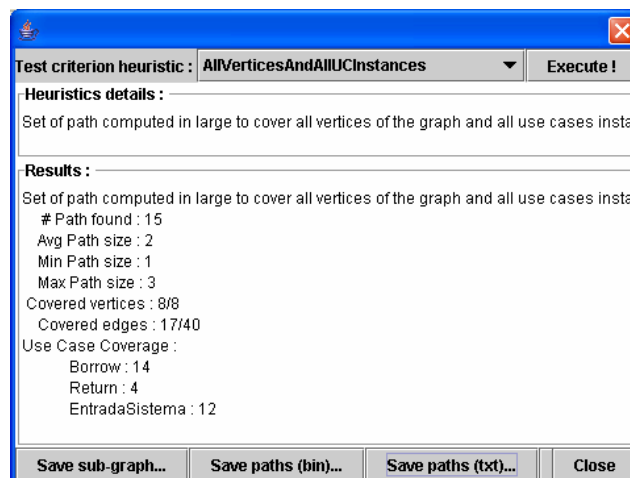 Test criterion heuristic : AllVerticesAndAllUCInstances Execute !
Heuristics details :
Set of path computed in large to cover all vertices of the graph and all use cases insta
Results :
Set of path computed in large to cover all vertices of the graph and all use cases insta
# Path found : 15
Avg Path size : 2
Min Path size : 1
Max Path size : 3
Covered vertices : 8/8
Covered edges : 17/40
Use Case Coverage :
Borrow : 14
Return : 4
EntradaSistema : 12
Save sub-graph... Save paths (bin)... Save paths (txt)... Close